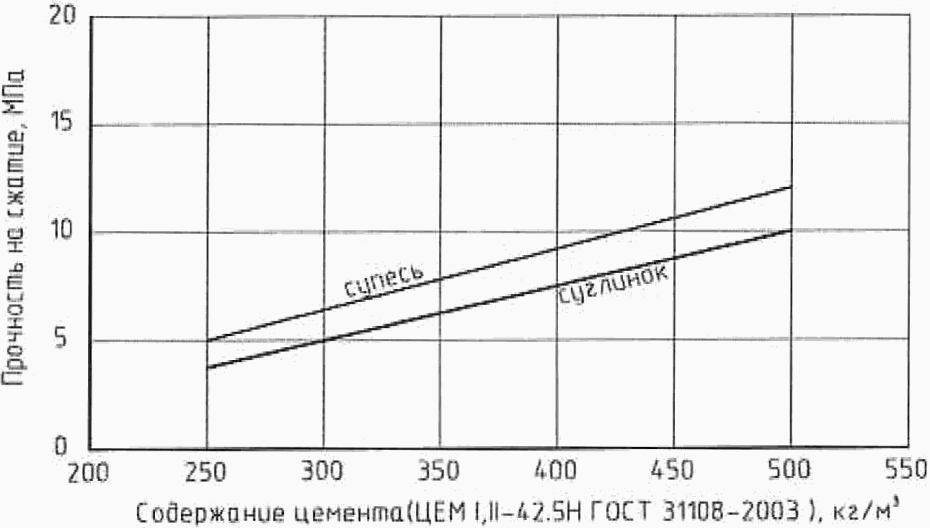 20
15
10
5
0
Прочность на сжатие, МПа
супесь
суглинок
200 250 300 350 400 450 500 550
Содержание цемента(ЦЕМ I,II-42.5Н ГОСТ 31108-2003 ), кг/м³